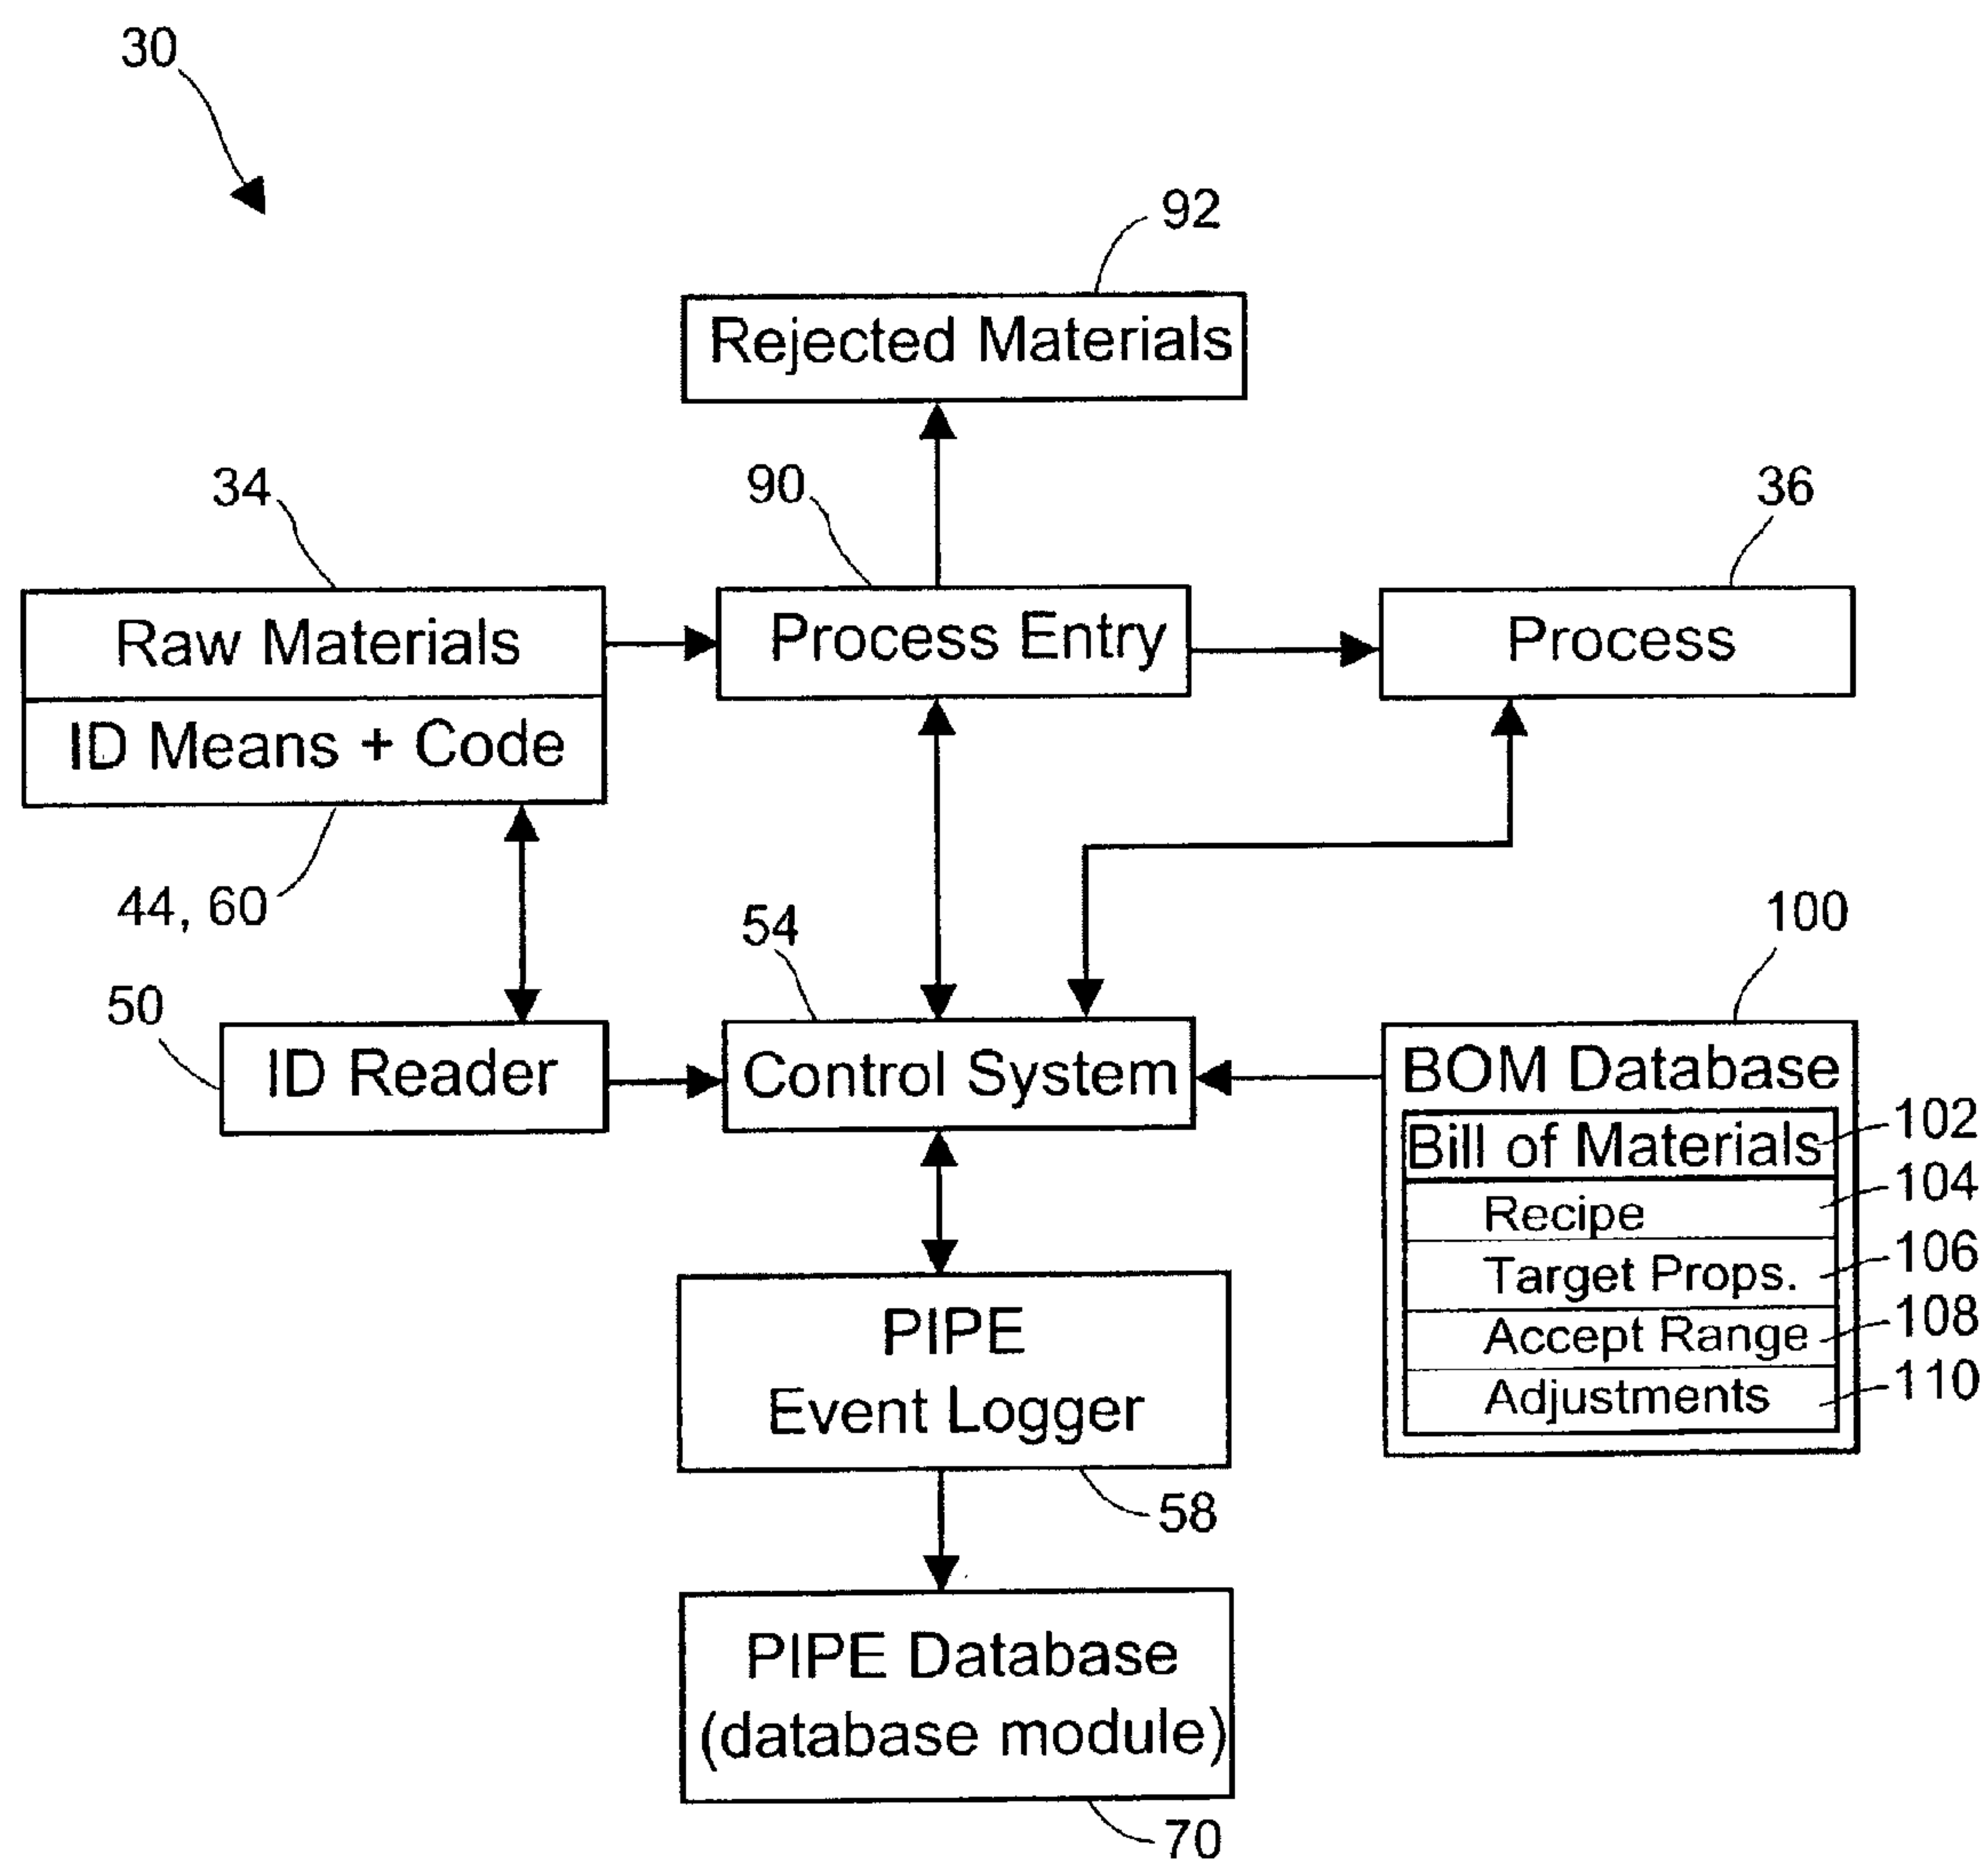 30
92
Rejected Materials
34
90
36
Raw Materials
Process Entry
Process
ID Means + Code
44, 60
54
100
50
ID Reader
Control System
BOM Database
Bill of Materials
102
Recipe
104
Target Props.
106
Accept Range
108
Adjustments
110
PIPE
Event Logger
58
PIPE Database
(database module)
70